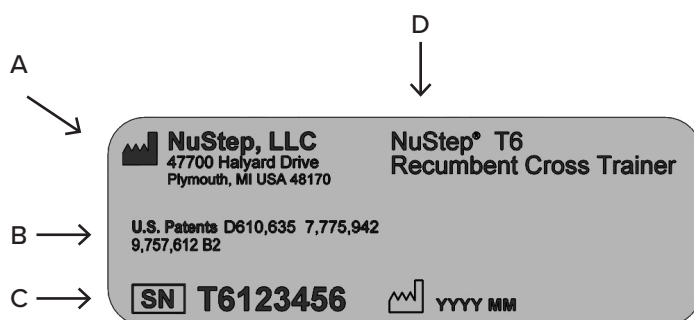 D
A
NuStep, LLC
47700 Halyard Drive
Plymouth, MI USA 48170
NuStep® T6
Recumbent Cross Trainer
B
U.S. Patents D610,635 7,775,942
9,757,612 B2
C
SN T6123456
YYYY MM